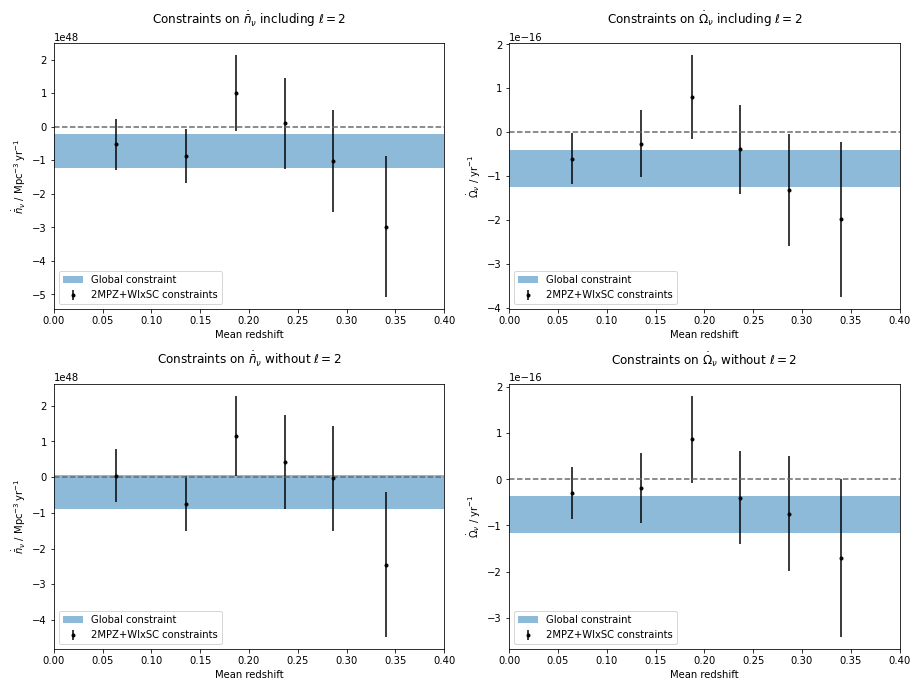 Constraints on $\dot{\bar{n}}_\nu$ including ℓ = 2
1e48
2
1
0
−1
−2
−3
−4
−5
$\dot{\bar{n}}_\nu$ / Mpc⁻³ yr⁻¹
Global constraint
2MPZ+WIxSC constraints
0.00 0.05 0.10 0.15 0.20 0.25 0.30 0.35 0.40
Mean redshift
Constraints on $\dot{\Omega}_\nu$ including ℓ = 2
1e−16
2
1
0
−1
−2
−3
−4
$\dot{\Omega}_\nu$ / yr⁻¹
Global constraint
2MPZ+WIxSC constraints
0.00 0.05 0.10 0.15 0.20 0.25 0.30 0.35 0.40
Mean redshift
Constraints on $\dot{\bar{n}}_\nu$ without ℓ = 2
1e48
2
1
0
−1
−2
−3
−4
$\dot{\bar{n}}_\nu$ / Mpc⁻³ yr⁻¹
Global constraint
2MPZ+WIxSC constraints
0.00 0.05 0.10 0.15 0.20 0.25 0.30 0.35 0.40
Mean redshift
Constraints on $\dot{\Omega}_\nu$ without ℓ = 2
1e−16
2
1
0
−1
−2
−3
$\dot{\Omega}_\nu$ / yr⁻¹
Global constraint
2MPZ+WIxSC constraints
0.00 0.05 0.10 0.15 0.20 0.25 0.30 0.35 0.40
Mean redshift